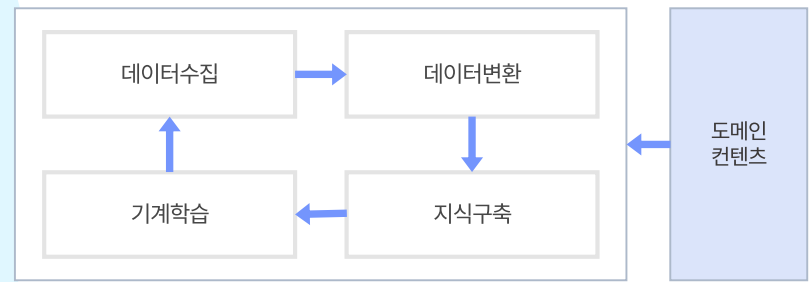 데이터수집
데이터변환
기계학습
지식구축
도메인
컨텐츠